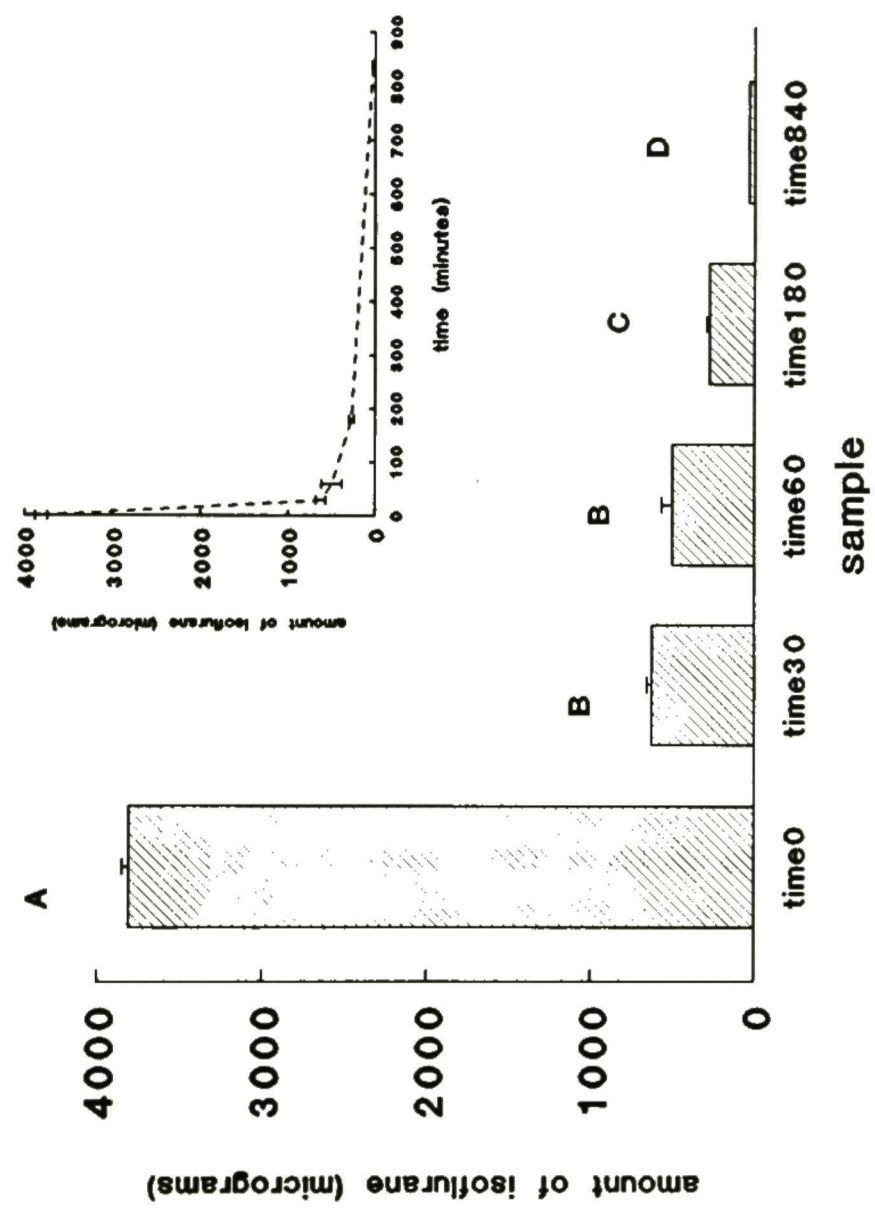 amount of isoflurane (micrograms)
4000
3000
2000
1000
0
A
B
B
C
D
time0
time30
time60
time180
time840
sample
amount of isoflurane (micrograms)
4000
3000
2000
1000
0
0 100 200 300 400 500 600 700 800 900
time (minutes)